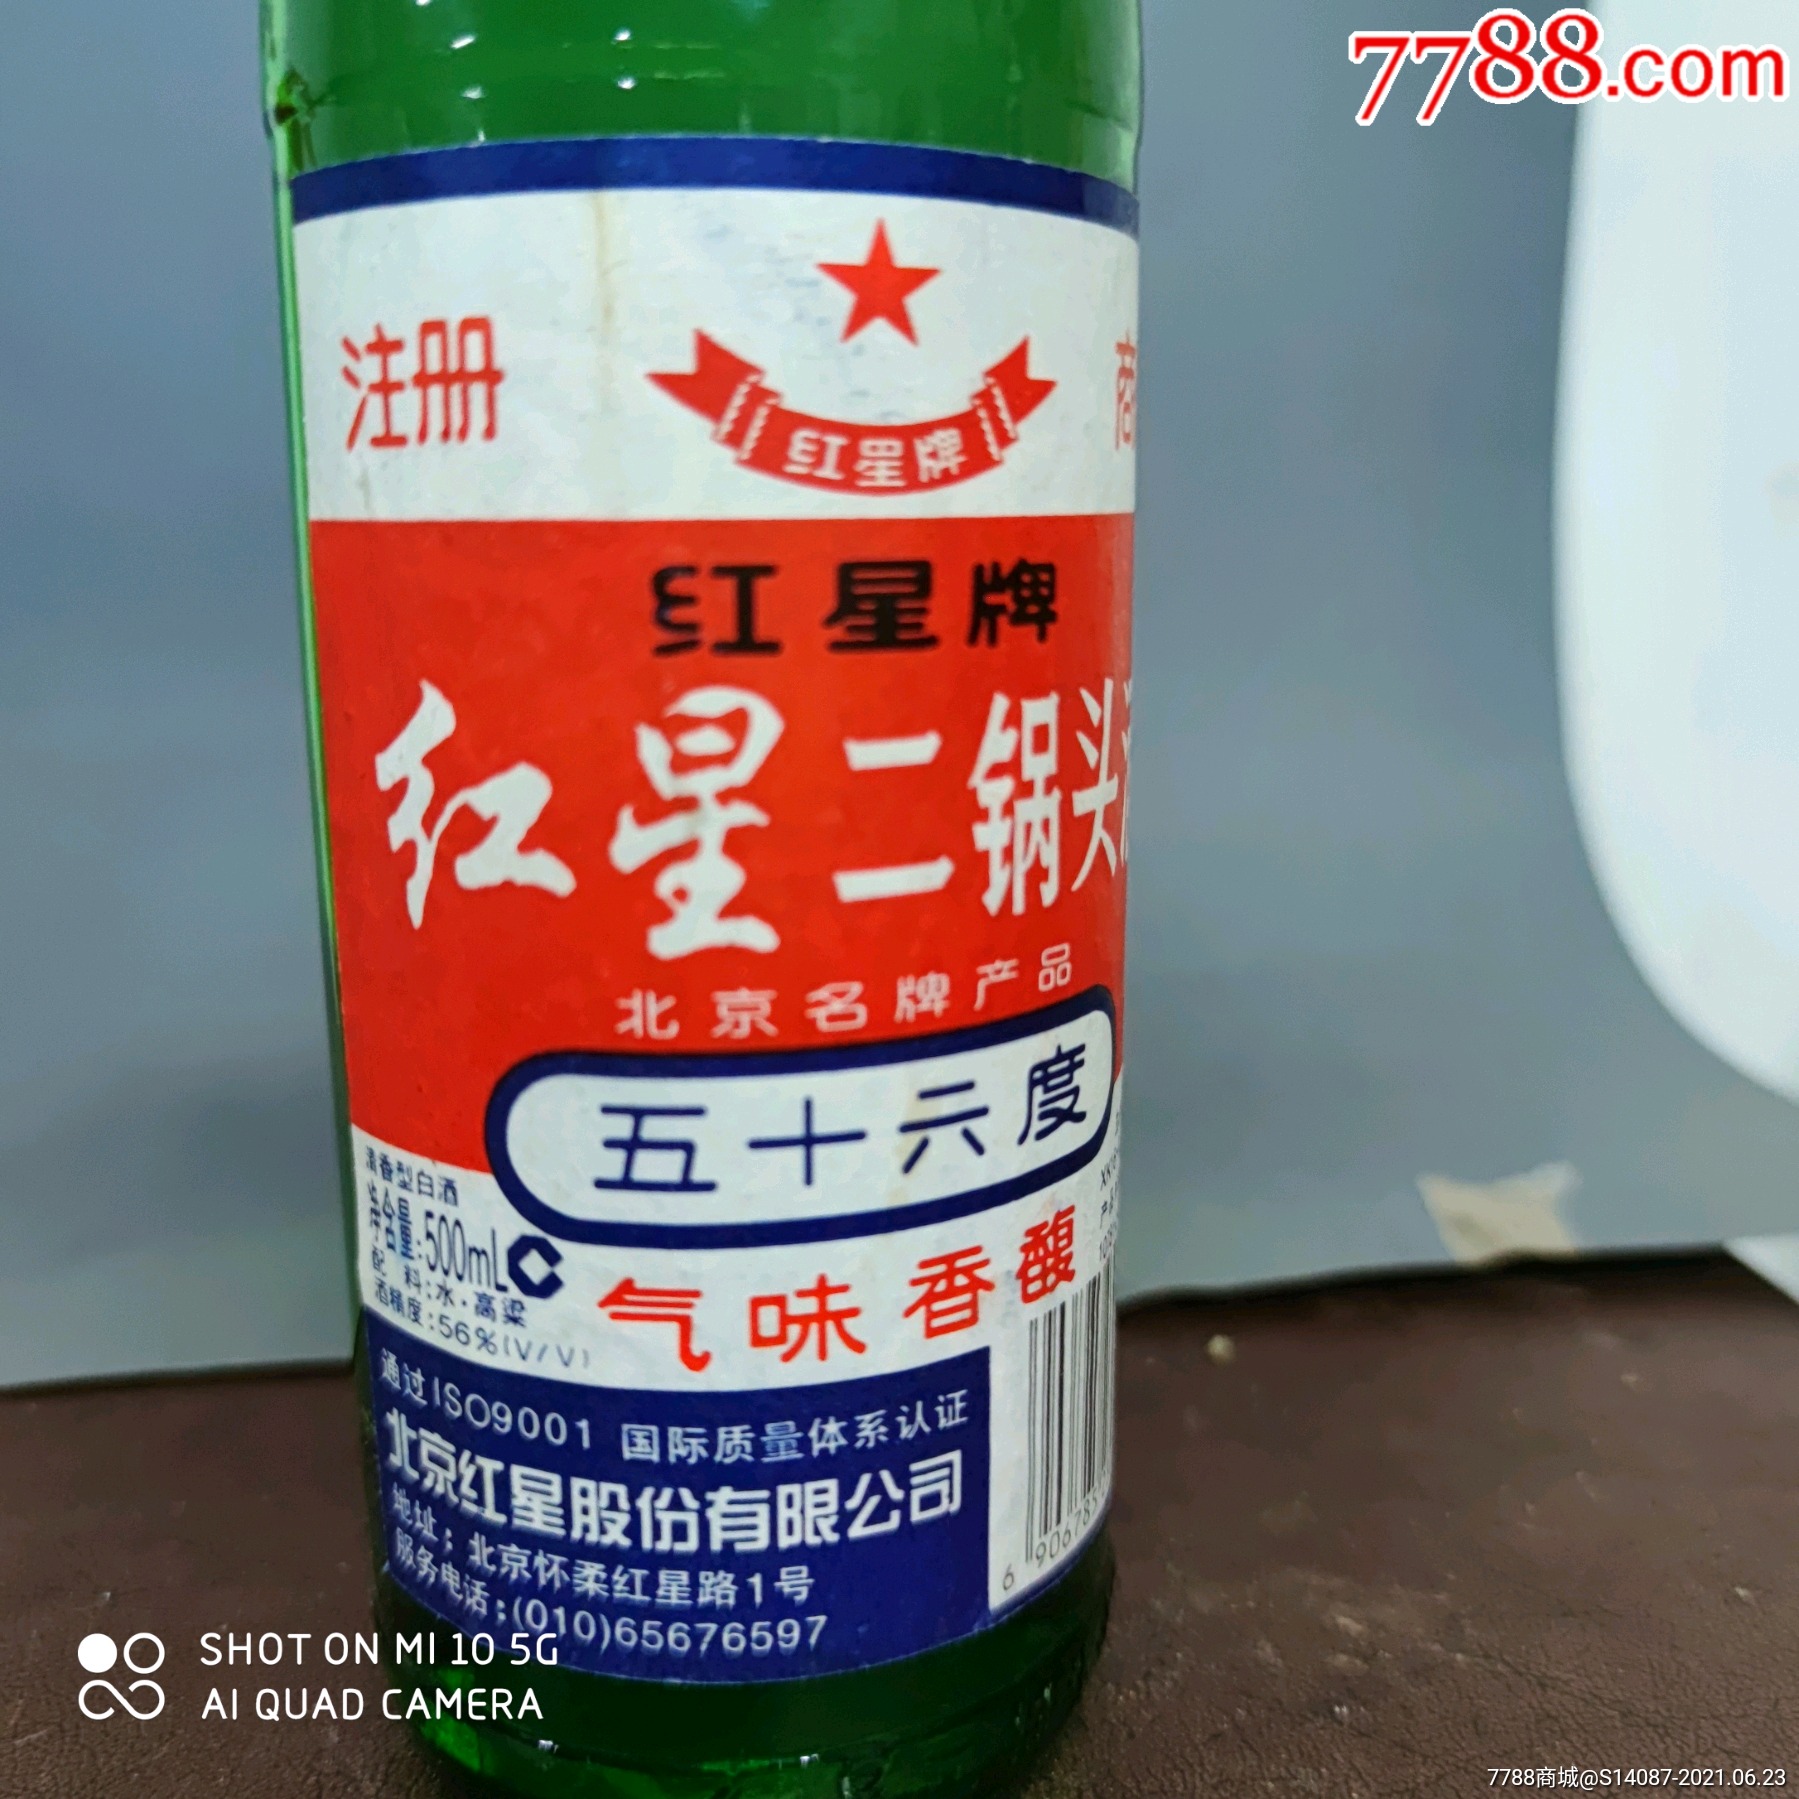 7788.com
注册
红星牌
红星牌
红星二锅头
北京名牌产品
五十六度
清香型白酒
净含量:500mL
配 料:水·高粱
酒精度:56%(V/V)
气味香馥
通过ISO9001 国际质量体系认证
北京红星股份有限公司
地址:北京怀柔红星路1号
服务电话:(010)65676597
6 906785
SHOT ON MI 10 5G
AI QUAD CAMERA
7788商城@S14087-2021.06.23